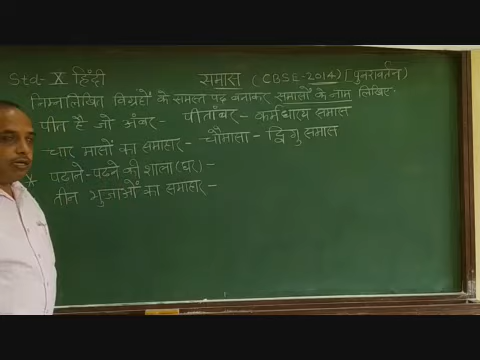 Std- X हिंदी समास (CBSE-2014) [पुनरावर्तन)
निम्नलिखित विग्रहों के समस्त पद बनाकर समासों के नाम लिखिए-
पीत है जो अंबर- पीतांबर- कर्मधारय समास
चार मासों का समाहार- चौमासा- द्विगु समास
पढाने-पढने की शाला (घर)-
तीन भुजाओं का समाहार-